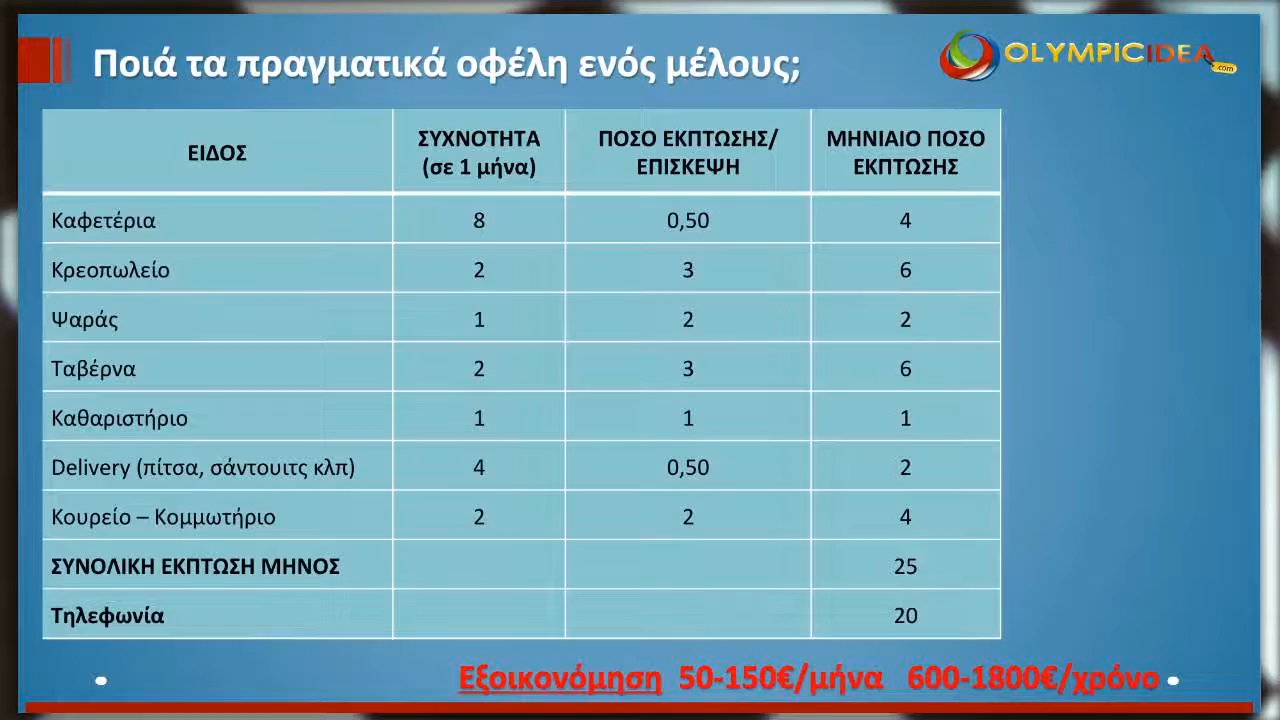 Ποιά τα πραγματικά οφέλη ενός μέλους;
OLYMPICIDEA.com
ΕΙΔΟΣ ΣΥΧΝΟΤΗΤΑ (σε 1 μήνα) ΠΟΣΟ ΕΚΠΤΩΣΗΣ/ ΕΠΙΣΚΕΨΗ ΜΗΝΙΑΙΟ ΠΟΣΟ ΕΚΠΤΩΣΗΣ
Καφετέρια 8 0,50 4
Κρεοπωλείο 2 3 6
Ψαράς 1 2 2
Ταβέρνα 2 3 6
Καθαριστήριο 1 1 1
Delivery (πίτσα, σάντουιτς κλπ) 4 0,50 2
Κουρείο – Κομμωτήριο 2 2 4
ΣΥΝΟΛΙΚΗ ΕΚΠΤΩΣΗ ΜΗΝΟΣ 25
Τηλεφωνία 20
Εξοικονόμηση 50-150€/μήνα 600-1800€/χρόνο